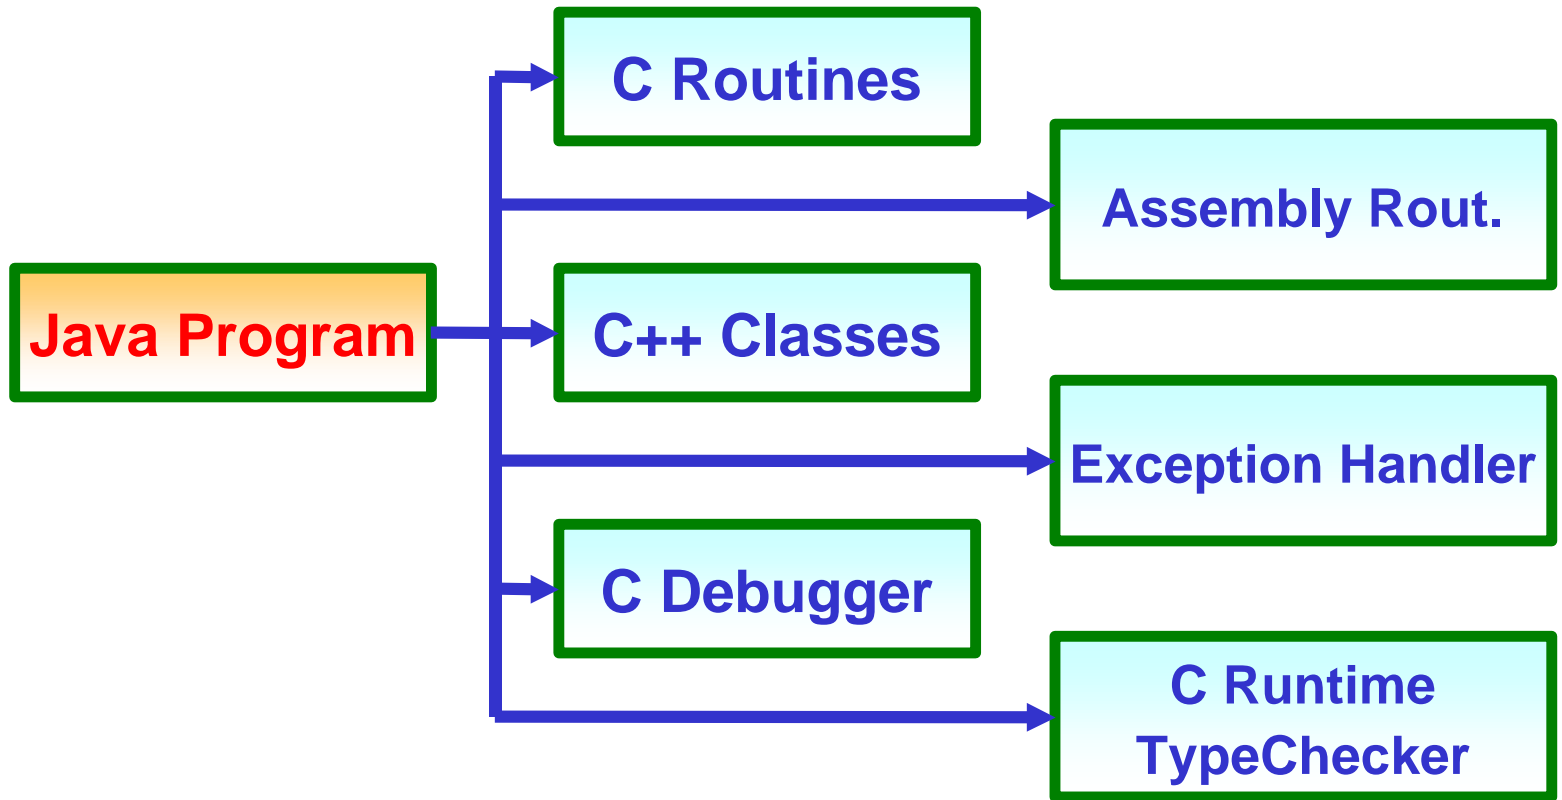 C Routines
Assembly Rout.
Java Program
C++ Classes
Exception Handler
C Debugger
C Runtime
TypeChecker